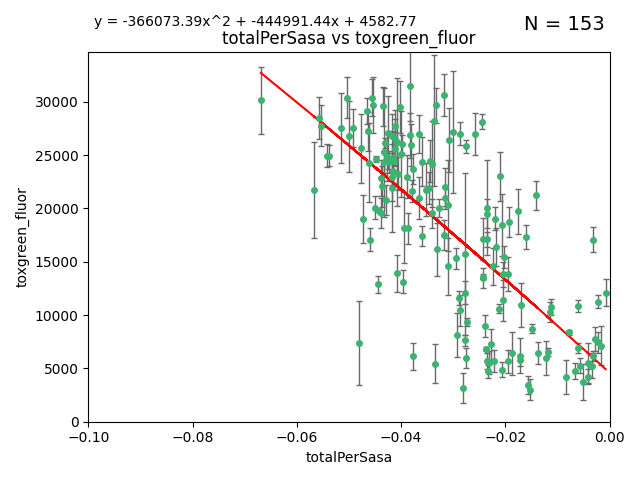 y = -366073.39x^2 + -444991.44x + 4582.77
N = 153
totalPerSasa vs toxgreen_fluor
30000
25000
20000
15000
10000
5000
0
toxgreen_fluor
−0.10
−0.08
−0.06
−0.04
−0.02
0.00
totalPerSasa